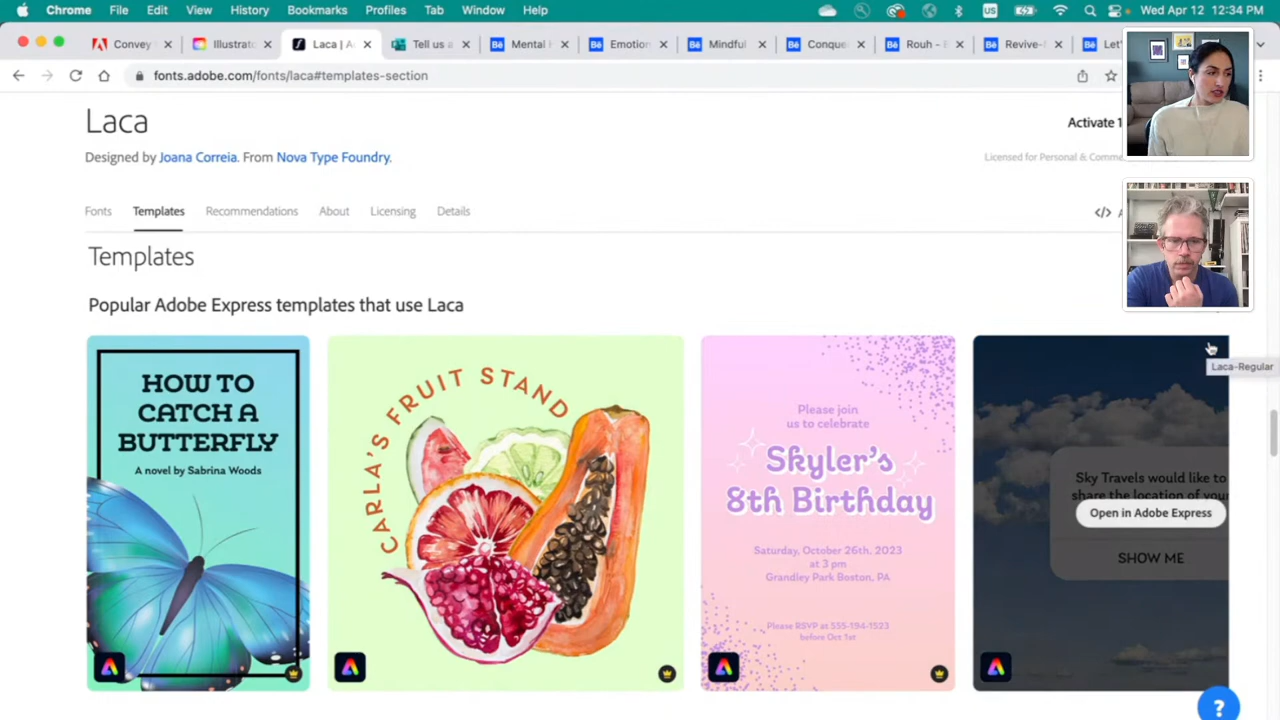 Chrome File Edit View History Bookmarks Profiles Tab Window Help
US
Wed Apr 12 12:34 PM
Convey
Illustrato
Laca | A
Tell us a
Mental
Emotion
Mindful
Conque
Rouh - B
Revive-
Let'
fonts.adobe.com/fonts/laca#templates-section
Laca
Activate 1
Designed by Joana Correia. From Nova Type Foundry.
Licensed for Personal & Comme
Fonts Templates Recommendations About Licensing Details
</> A
Templates
Popular Adobe Express templates that use Laca
HOW TO
CATCH A
BUTTERFLY
A novel by Sabrina Woods
CARLA'S FRUIT STAND
Please join
us to celebrate
Skyler's
8th Birthday
Saturday, October 26th, 2023
at 3 pm
Grandley Park Boston, PA
Please RSVP at 555-194-1523
before Oct 1st
Laca-Regular
Sky Travels would like to
share the location of your
Open in Adobe Express
SHOW ME
?